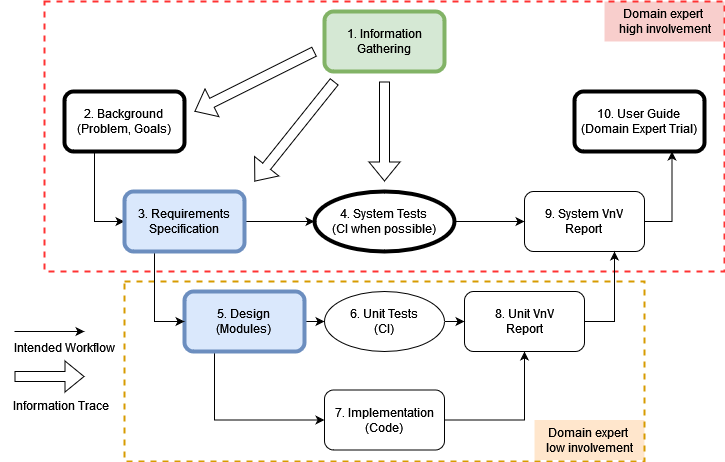 Domain expert
high involvement
1. Information
Gathering
2. Background
(Problem, Goals)
10. User Guide
(Domain Expert Trial)
3. Requirements
Specification
4. System Tests
(CI when possible)
9. System VnV
Report
5. Design
(Modules)
6. Unit Tests
(CI)
8. Unit VnV
Report
Intended Workflow
Information Trace
7. Implementation
(Code)
Domain expert
low involvement